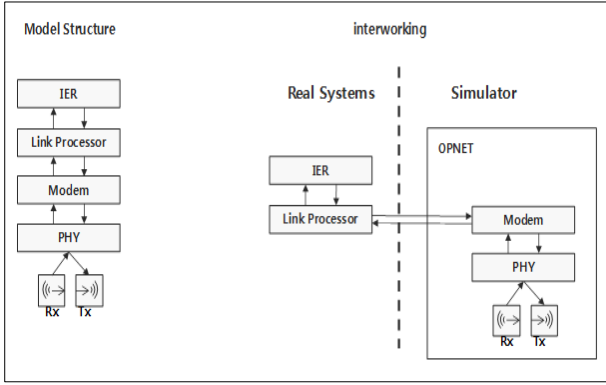 Model Structure
interworking
Real Systems
Simulator
IER
Link Processor
Modem
PHY
Rx
Tx
IER
Link Processor
OPNET
Modem
PHY
Rx
Tx